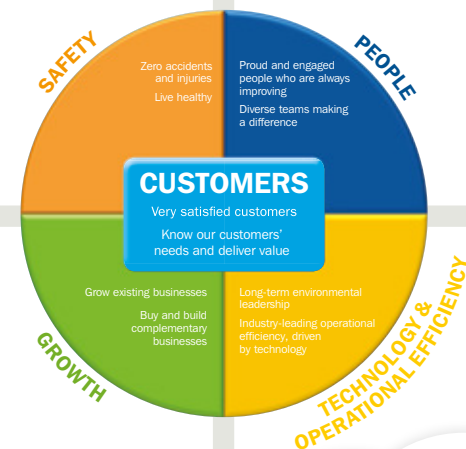 SAFETY
Zero accidents
and injuries
Live healthy
PEOPLE
Proud and engaged
people who are always
improving
Diverse teams making
a difference
CUSTOMERS
Very satisfied customers
Know our customers'
needs and deliver value
GROWTH
Grow existing businesses
Buy and build
complementary
businesses
Long-term environmental
leadership
Industry-leading operational
efficiency, driven
by technology
TECHNOLOGY &
OPERATIONAL EFFICIENCY